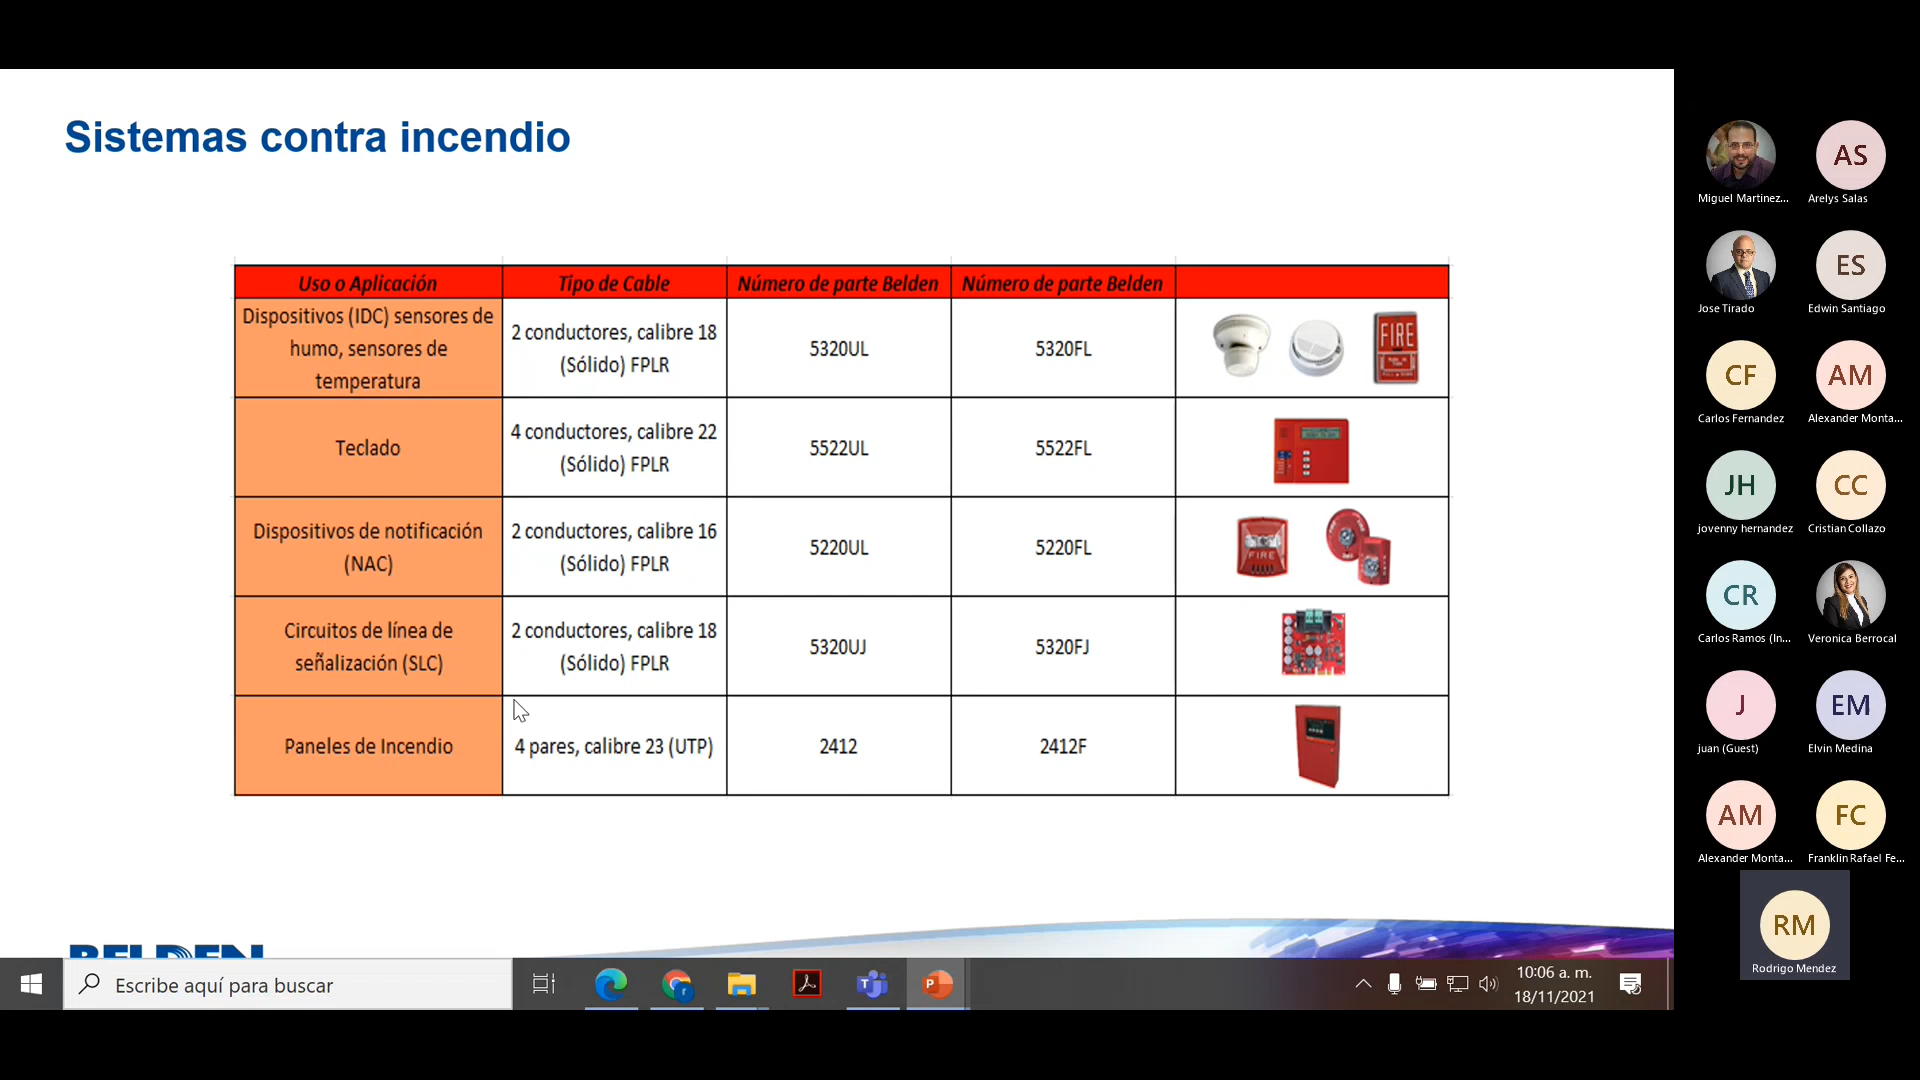 Sistemas contra incendio
Uso o Aplicación
Tipo de Cable
Número de parte Belden
Número de parte Belden
Dispositivos (IDC) sensores de
humo, sensores de
temperatura
2 conductores, calibre 18
(Sólido) FPLR
5320UL
5320FL
FIRE
Teclado
4 conductores, calibre 22
(Sólido) FPLR
5522UL
5522FL
Dispositivos de notificación
(NAC)
2 conductores, calibre 16
(Sólido) FPLR
5220UL
5220FL
FIRE
Circuitos de línea de
señalización (SLC)
2 conductores, calibre 18
(Sólido) FPLR
5320UJ
5320FJ
Paneles de Incendio
4 pares, calibre 23 (UTP)
2412
2412F
BELDEN
Escribe aquí para buscar
10:06 a. m.
18/11/2021
Miguel Martinez...
AS
Arelys Salas
Jose Tirado
ES
Edwin Santiago
CF
Carlos Fernandez
AM
Alexander Monta...
JH
jovenny hernandez
CC
Cristian Collazo
CR
Carlos Ramos (In...
Veronica Berrocal
J
juan (Guest)
EM
Elvin Medina
AM
Alexander Monta...
FC
Franklin Rafael Fe...
RM
Rodrigo Mendez